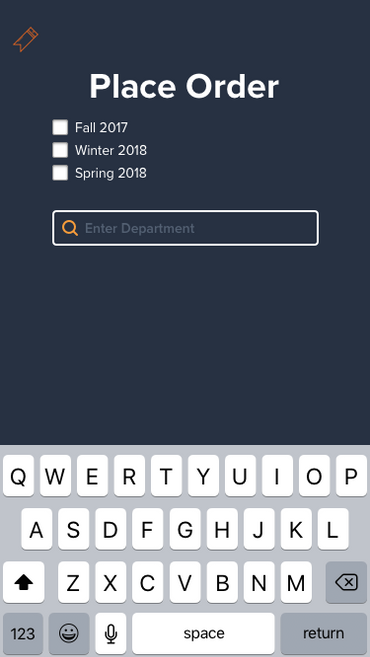 Place Order
Fall 2017
Winter 2018
Spring 2018
Enter Department
Q W E R T Y U I O P
A S D F G H J K L
Z X C V B N M
123 space return